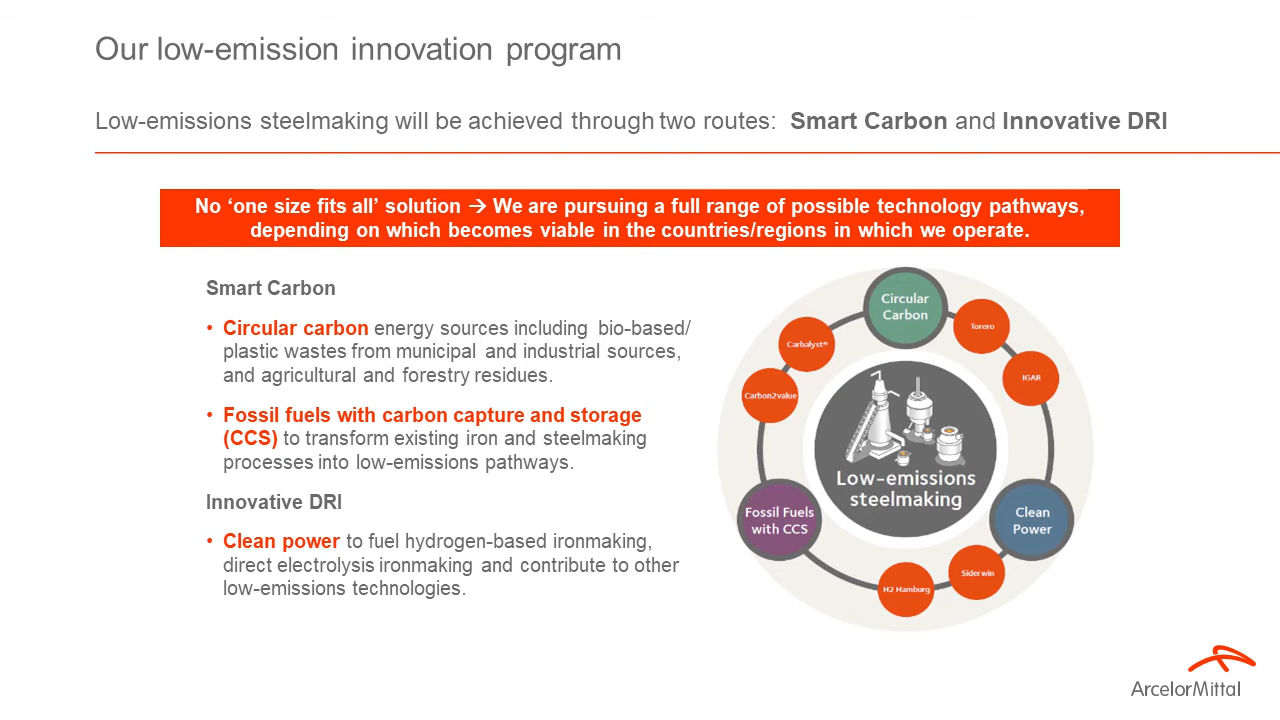 Our low-emission innovation program
Low-emissions steelmaking will be achieved through two routes: Smart Carbon and Innovative DRI
No ‘one size fits all’ solution → We are pursuing a full range of possible technology pathways,
depending on which becomes viable in the countries/regions in which we operate.
Smart Carbon
• Circular carbon energy sources including bio-based/
plastic wastes from municipal and industrial sources,
and agricultural and forestry residues.
• Fossil fuels with carbon capture and storage
(CCS) to transform existing iron and steelmaking
processes into low-emissions pathways.
Innovative DRI
• Clean power to fuel hydrogen-based ironmaking,
direct electrolysis ironmaking and contribute to other
low-emissions technologies.
Circular
Carbon
Torero
IGAR
Clean
Power
Siderwin
H2 Hamburg
Fossil Fuels
with CCS
Carbon2value
Carbalyst®
Low-emissions
steelmaking
ArcelorMittal